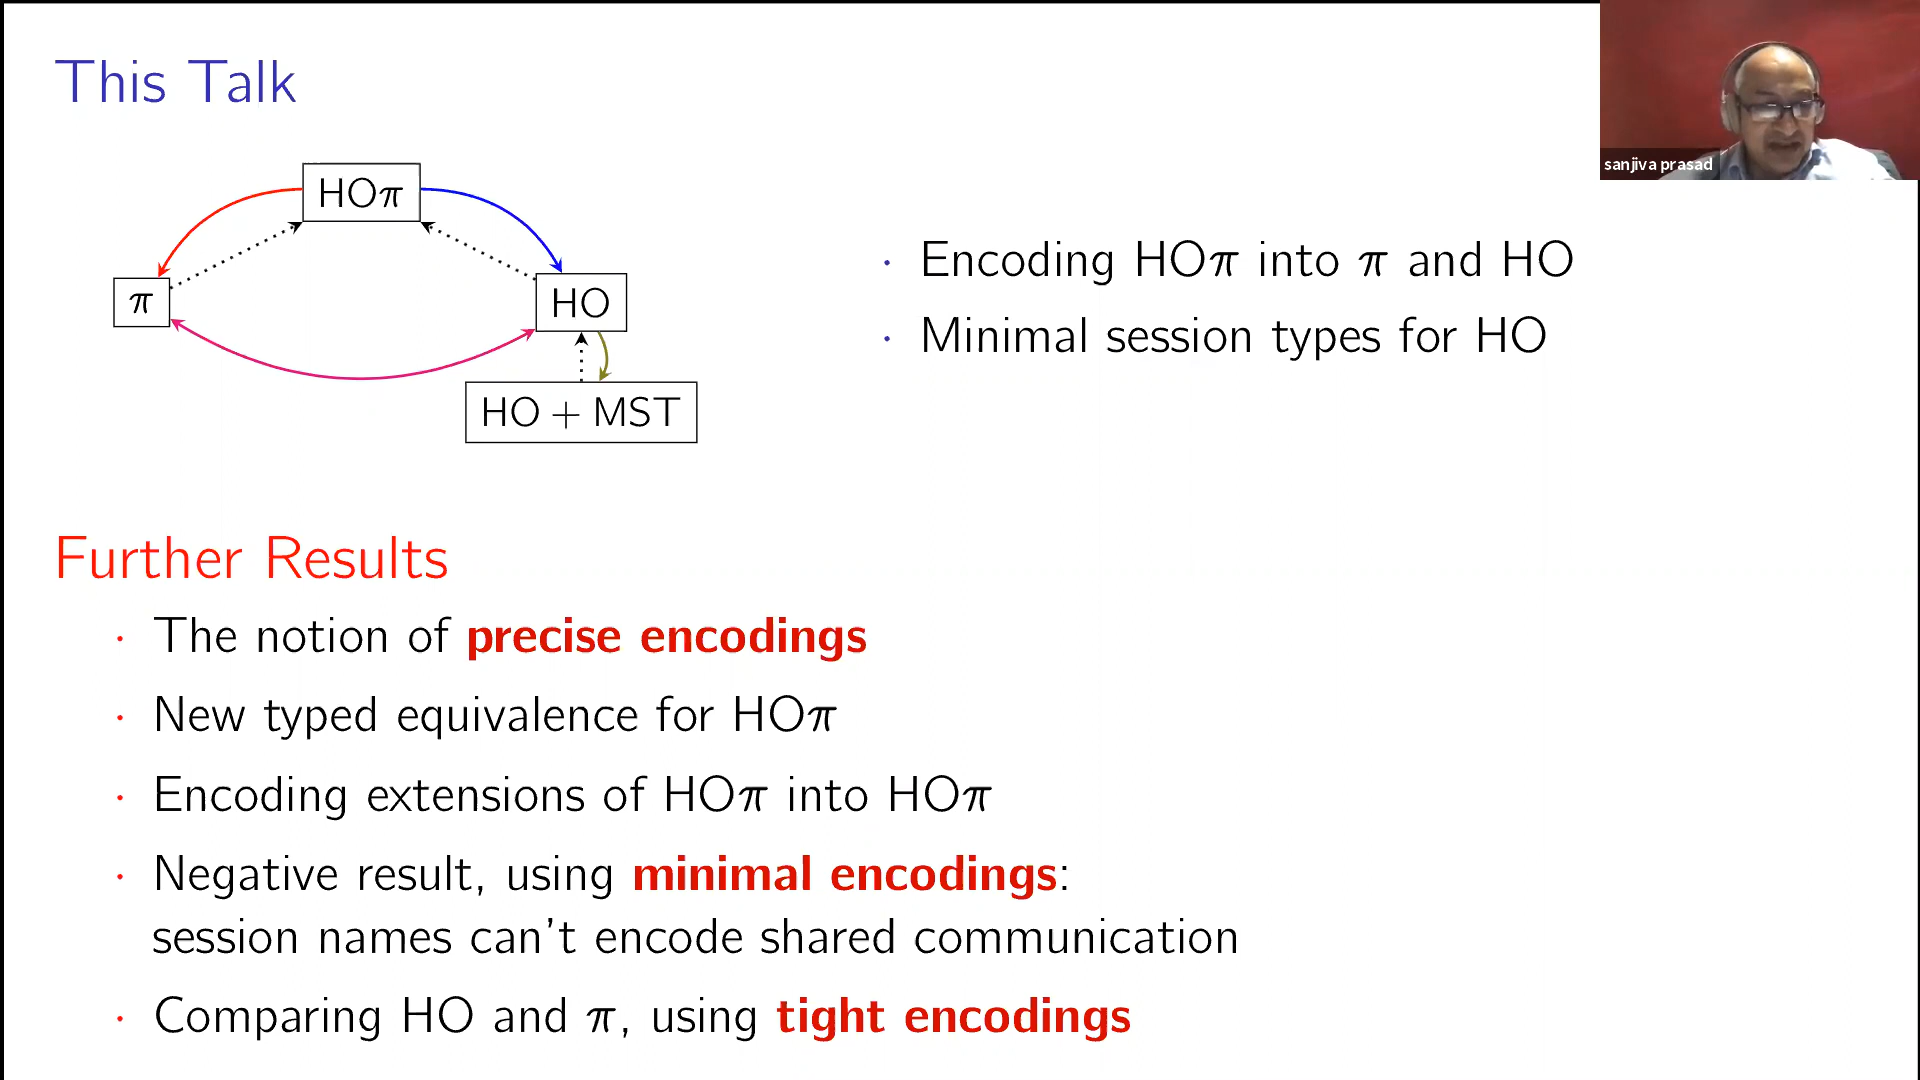 This Talk
HOπ
π
HO
HO + MST
· Encoding HOπ into π and HO
· Minimal session types for HO
sanjiva prasad
Further Results
· The notion of precise encodings
· New typed equivalence for HOπ
· Encoding extensions of HOπ into HOπ
· Negative result, using minimal encodings:
session names can't encode shared communication
· Comparing HO and π, using tight encodings